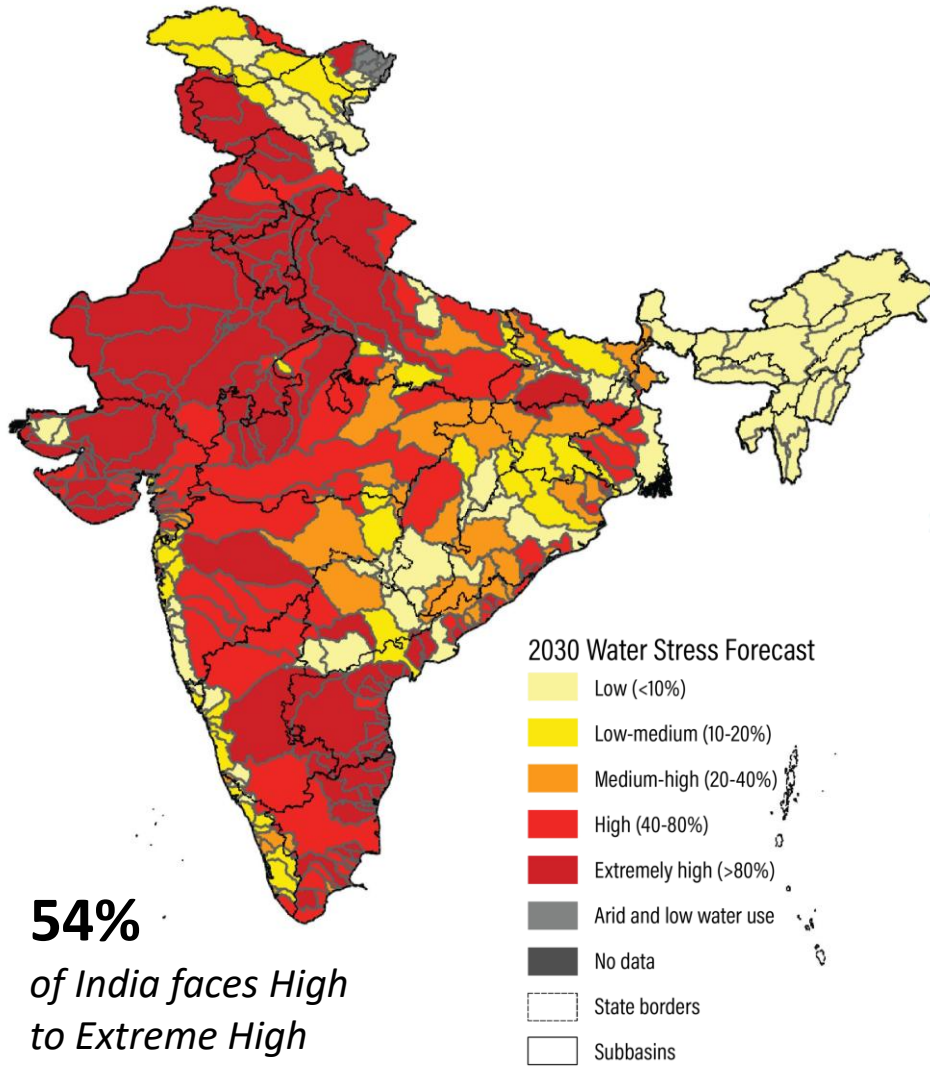 2030 Water Stress Forecast
Low (<10%)
Low-medium (10-20%)
Medium-high (20-40%)
High (40-80%)
Extremely high (>80%)
Arid and low water use
No data
State borders
Subbasins
54%
of India faces High
to Extreme High